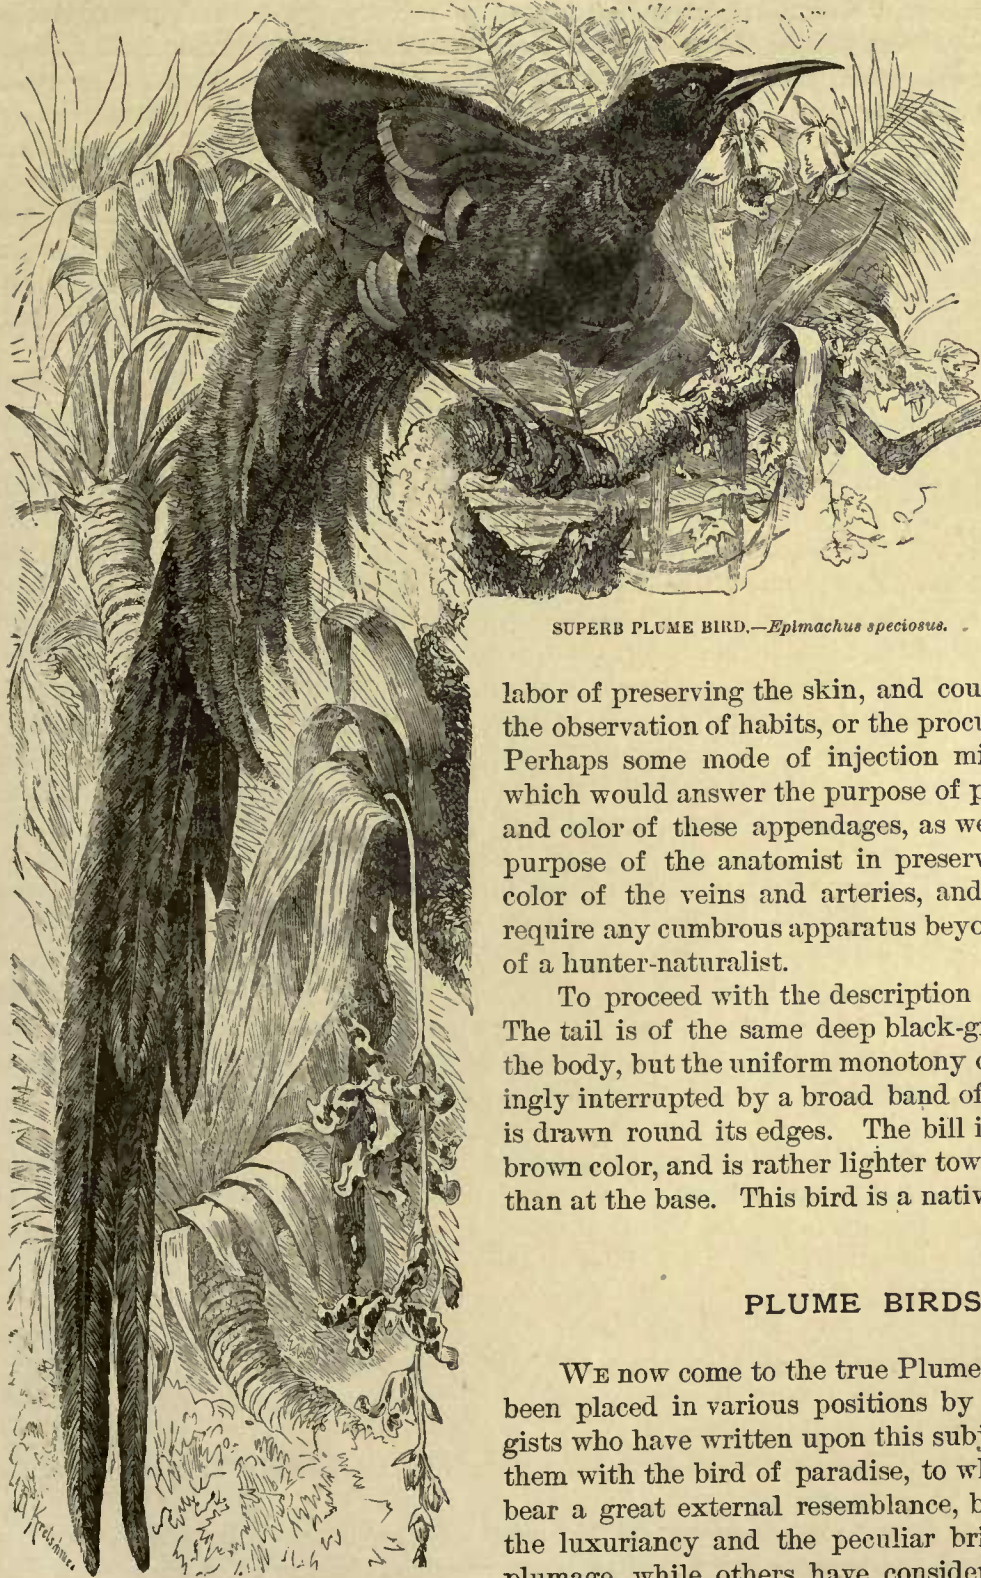 SUPERB PLUME BIRD.—Epimachus speciosus.
labor of preserving the skin, and cou
the observation of habits, or the procu
Perhaps some mode of injection mi
which would answer the purpose of p
and color of these appendages, as we
purpose of the anatomist in preserv
color of the veins and arteries, and
require any cumbrous apparatus beyo
of a hunter-naturalist.
To proceed with the description
The tail is of the same deep black-g
the body, but the uniform monotony o
ingly interrupted by a broad band of
is drawn round its edges. The bill i
brown color, and is rather lighter tow
than at the base. This bird is a nativ
PLUME BIRDS
WE now come to the true Plume
been placed in various positions by
gists who have written upon this subj
them with the bird of paradise, to wh
bear a great external resemblance, b
the luxuriancy and the peculiar bri
plumage, while others have consider